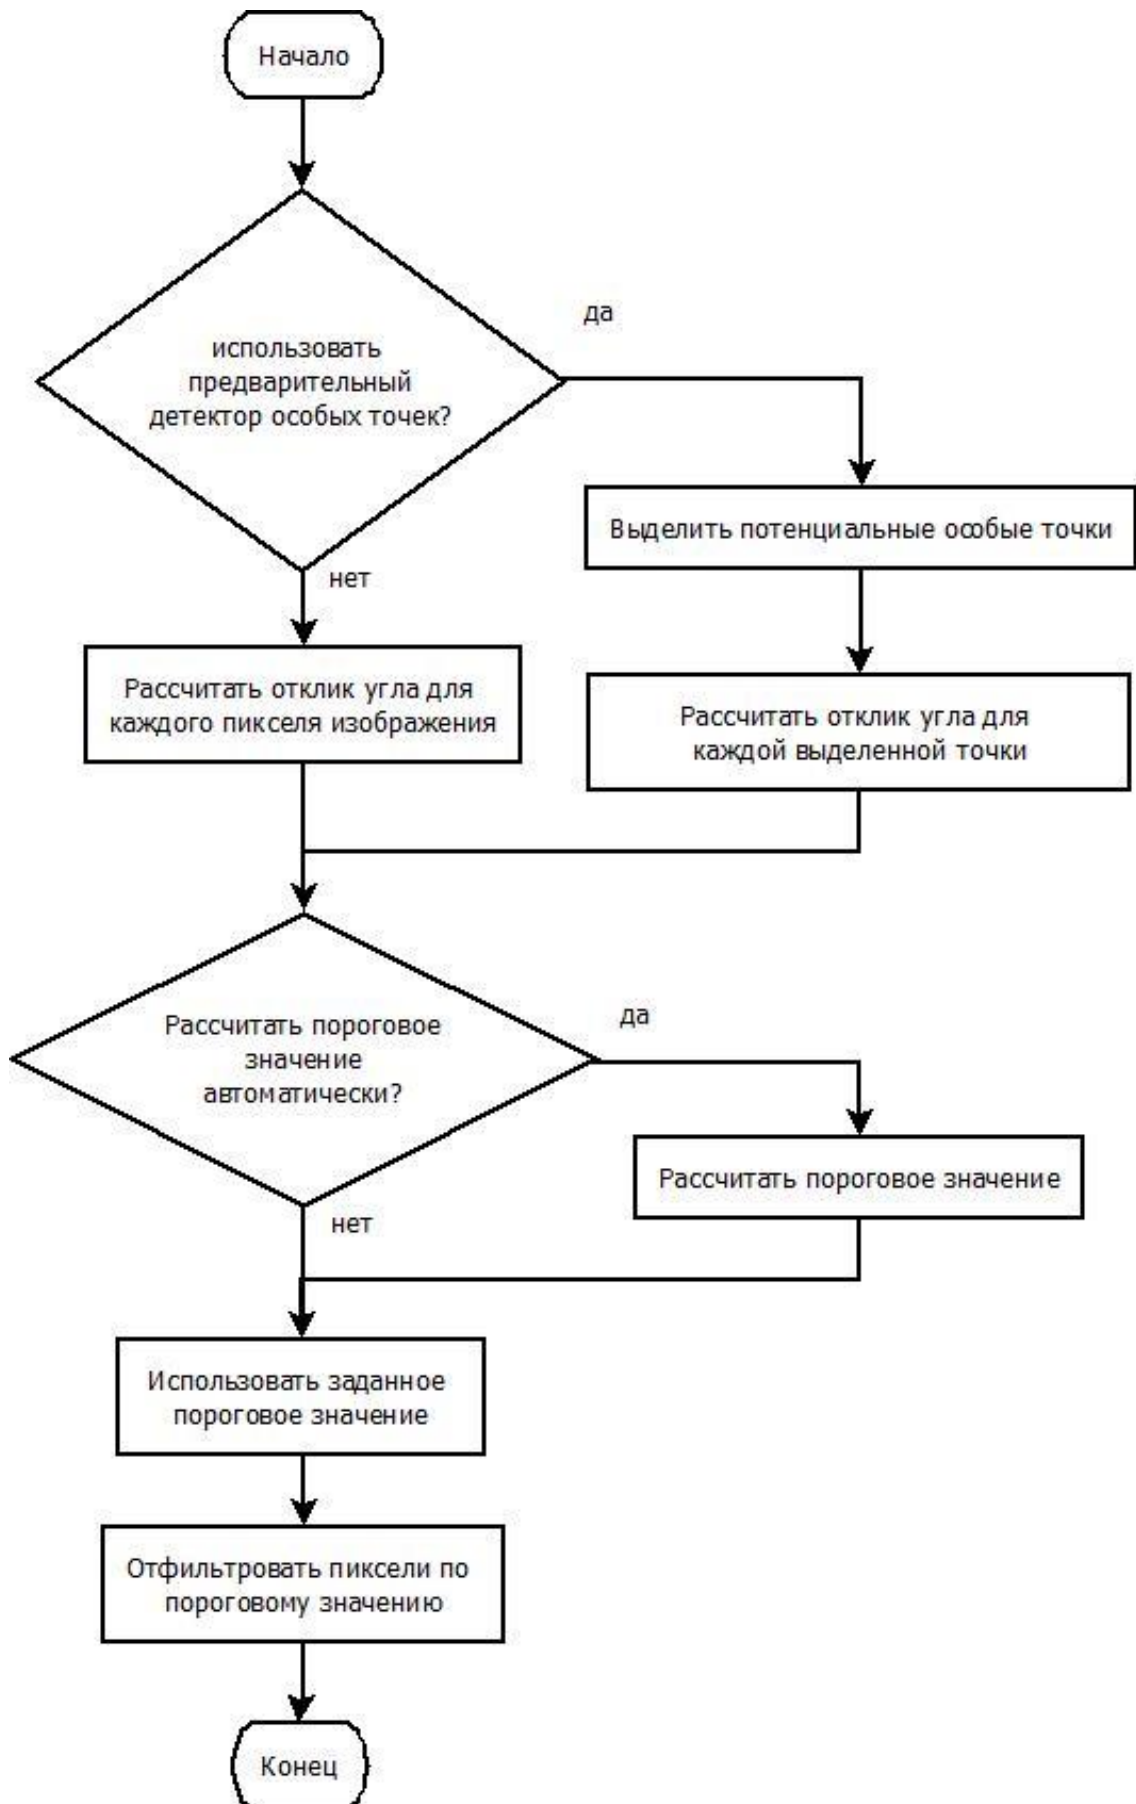 Начало
да
использовать
предварительный
детектор особых точек?
Выделить потенциальные особые точки
нет
Рассчитать отклик угла для
каждого пикселя изображения
Рассчитать отклик угла для
каждой выделенной точки
да
Рассчитать пороговое
значение
автоматически?
Рассчитать пороговое значение
нет
Использовать заданное
пороговое значение
Отфильтровать пиксели по
пороговому значению
Конец